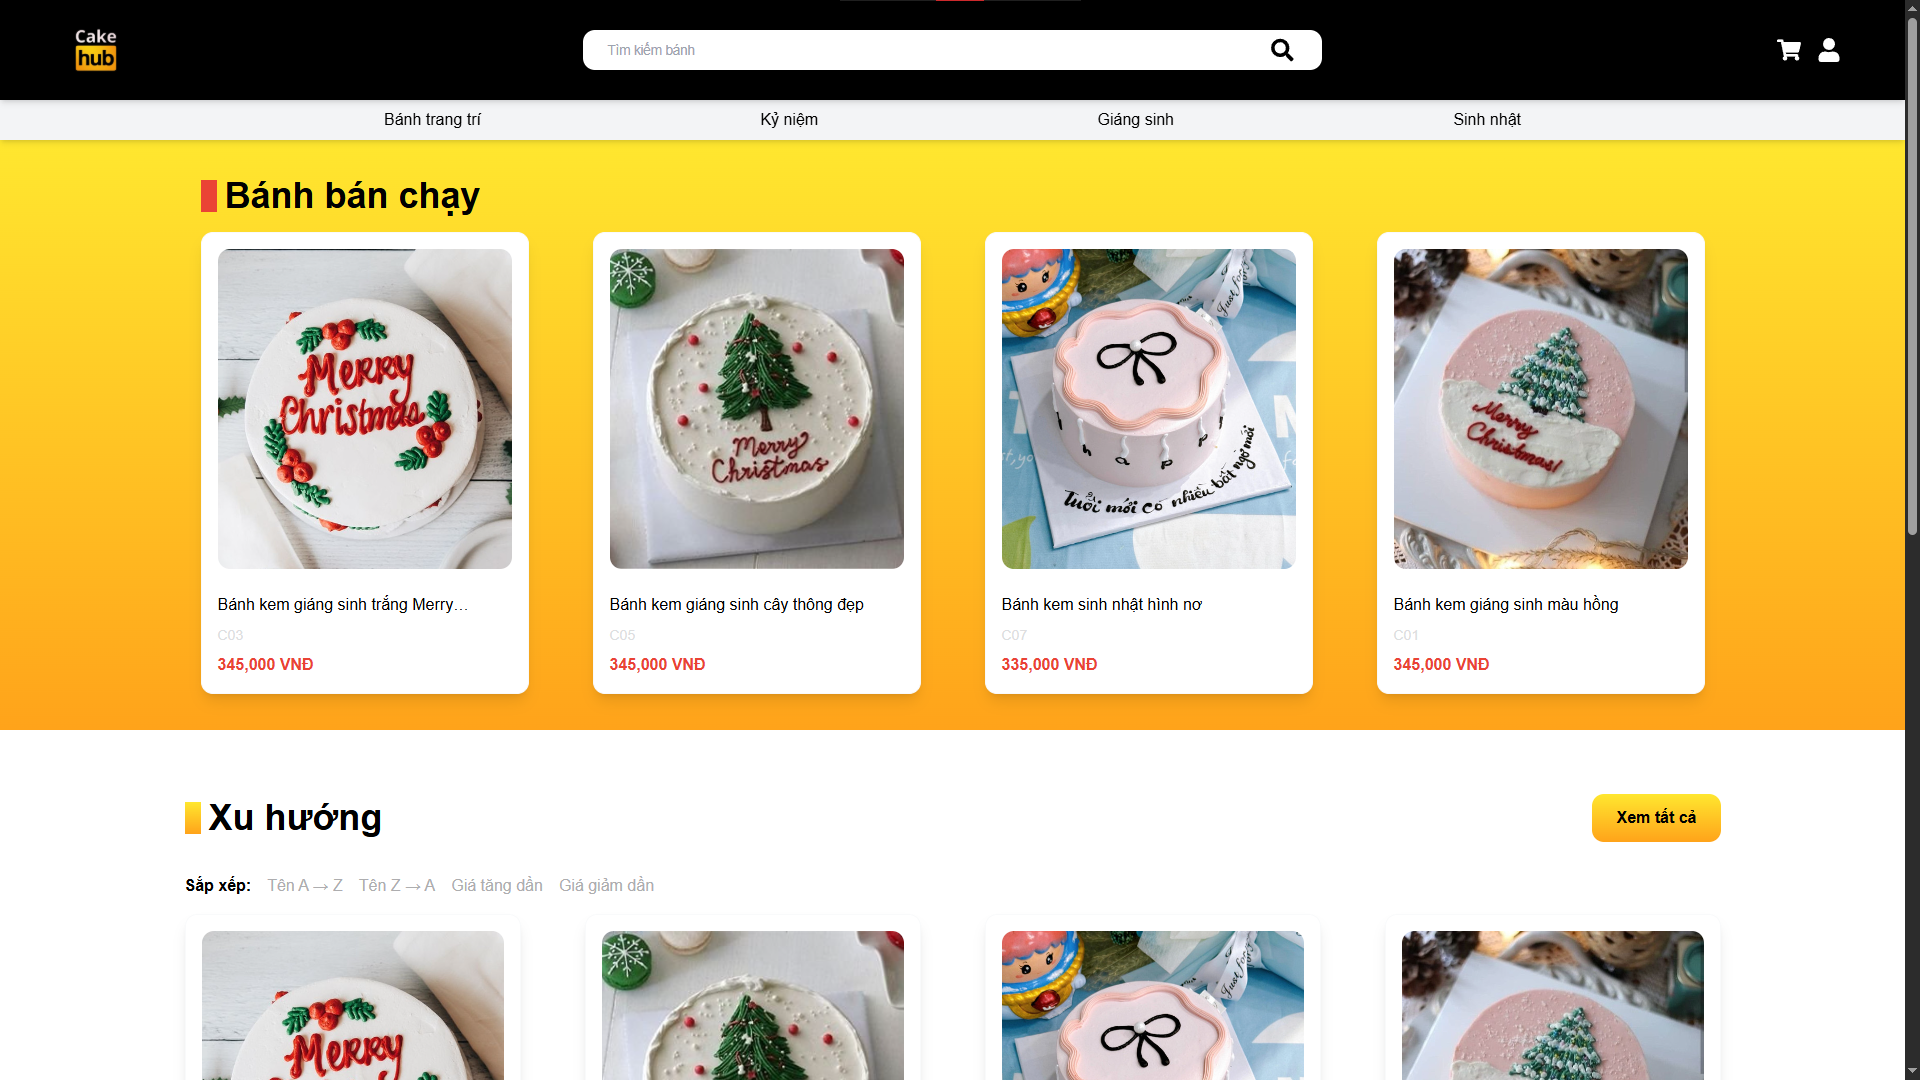 Cake
hub
Tìm kiếm bánh
Bánh trang trí
Kỷ niệm
Giáng sinh
Sinh nhật
Bánh bán chạy
Merry
Christmas
Merry
Christmas
Just for
h a p p
Tuổi mới có nhiều bất ngờ mới
Merry
Christmas!
Bánh kem giáng sinh trắng Merry...
C03
345,000 VNĐ
Bánh kem giáng sinh cây thông đẹp
C05
345,000 VNĐ
Bánh kem sinh nhật hình nơ
C07
335,000 VNĐ
Bánh kem giáng sinh màu hồng
C01
345,000 VNĐ
Xu hướng
Xem tất cả
Sắp xếp:
Tên A → Z
Tên Z → A
Giá tăng dần
Giá giảm dần
Merry
Just for